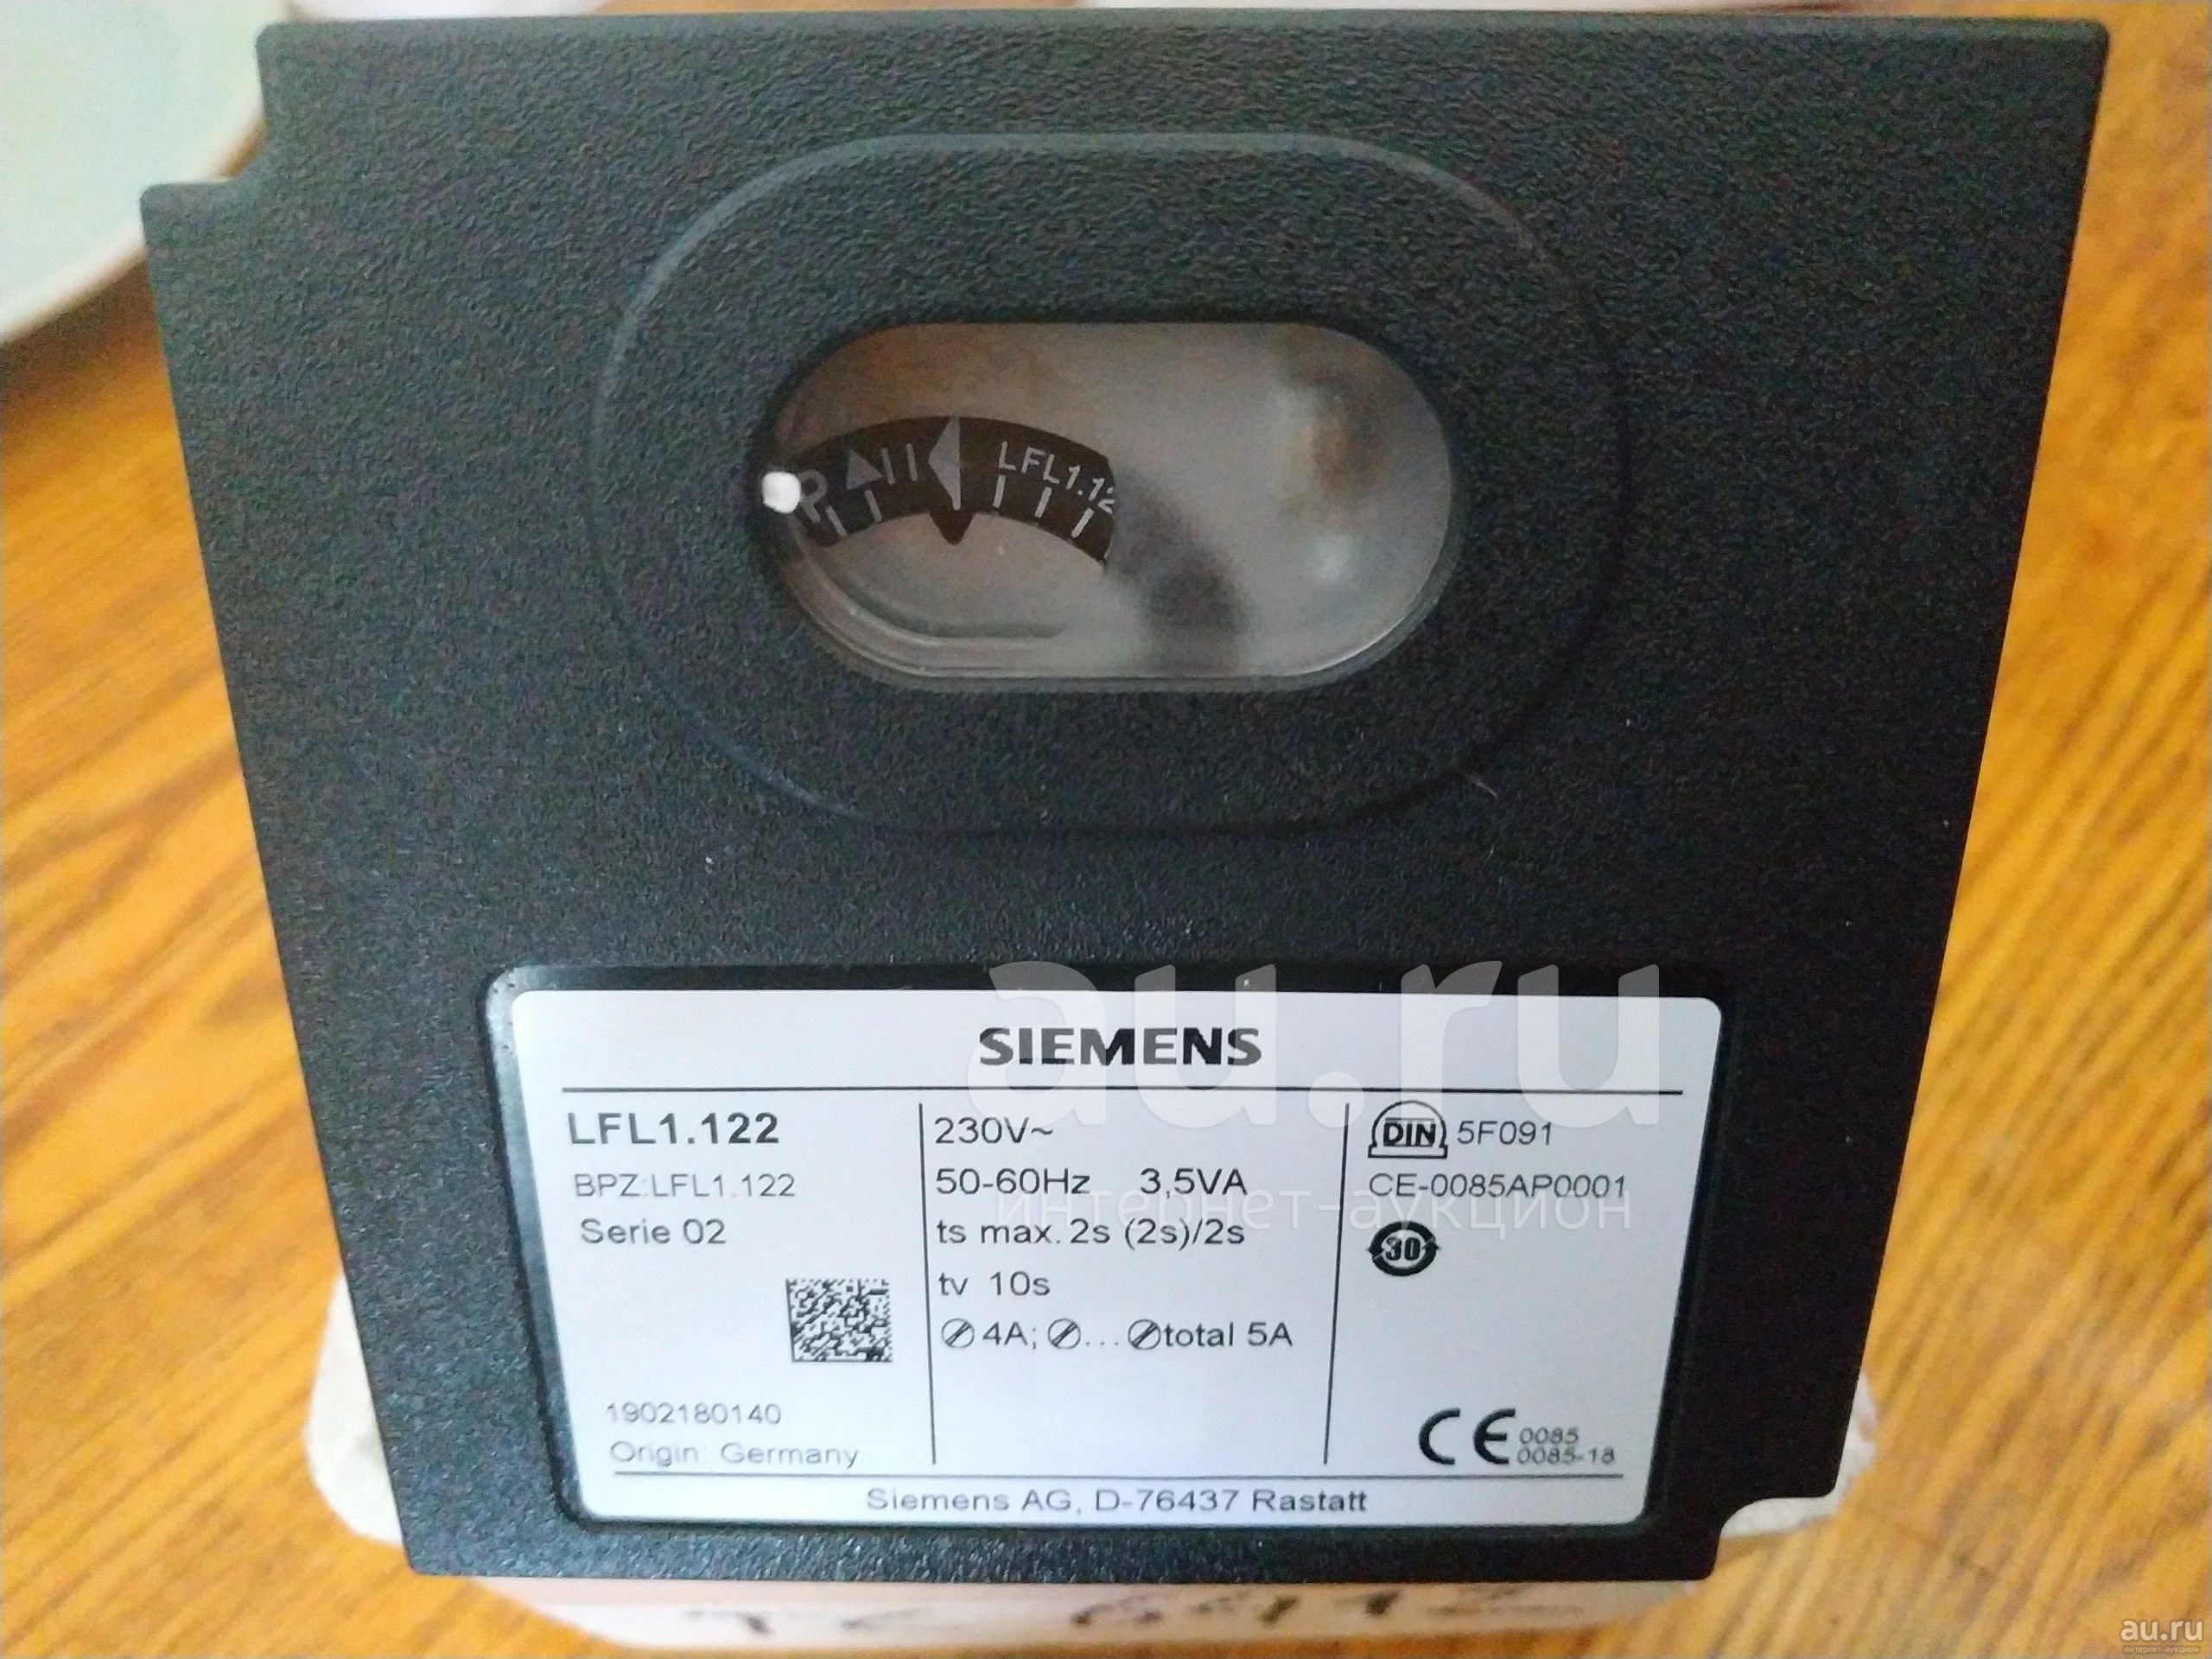 P
LFL1.12
SIEMENS
LFL1.122
BPZ:LFL1.122
Serie 02
1902180140
Origin: Germany
230V~
50-60Hz 3,5VA
ts max. 2s (2s)/2s
tv 10s
4A; ... total 5A
DIN 5F091
CE-0085AP0001
30
CE 0085
0085-18
Siemens AG, D-76437 Rastatt
au.ru
интернет-аукцион
au.ru
интернет-аукцион